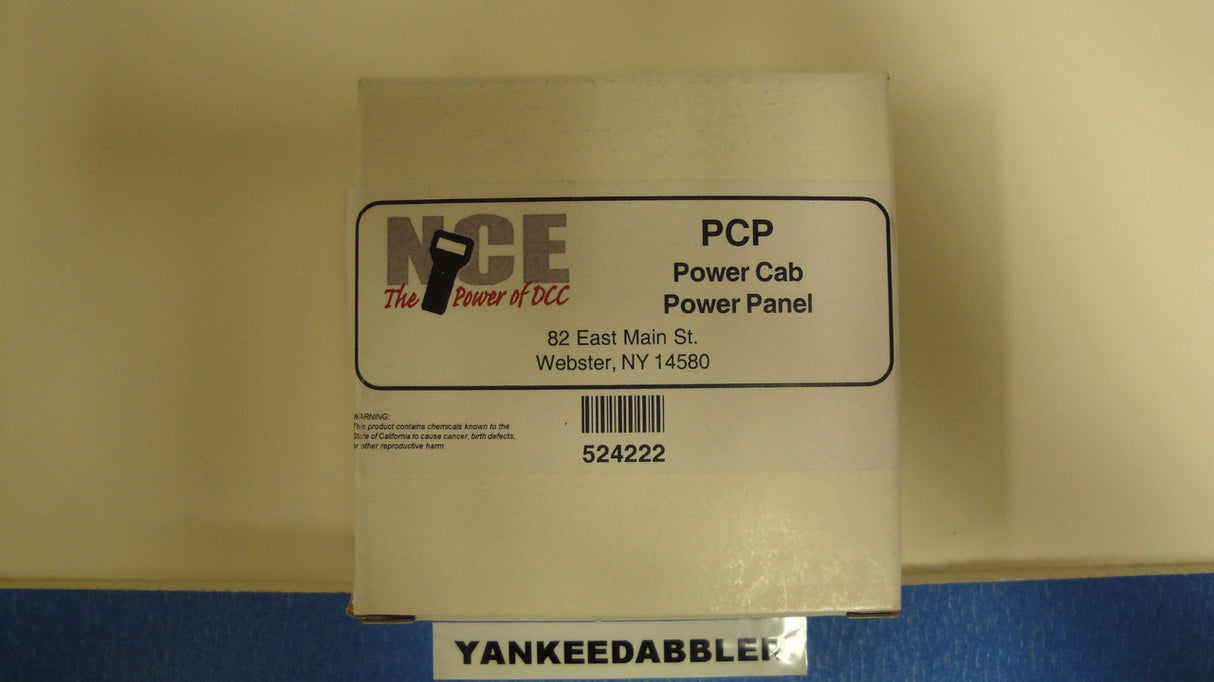 NCE
The Power of DCC
PCP
Power Cab
Power Panel
82 East Main St.
Webster, NY 14580
WARNING:
This product contains chemicals known to the
State of California to cause cancer, birth defects,
or other reproductive harm.
524222
YANKEEDABBLER